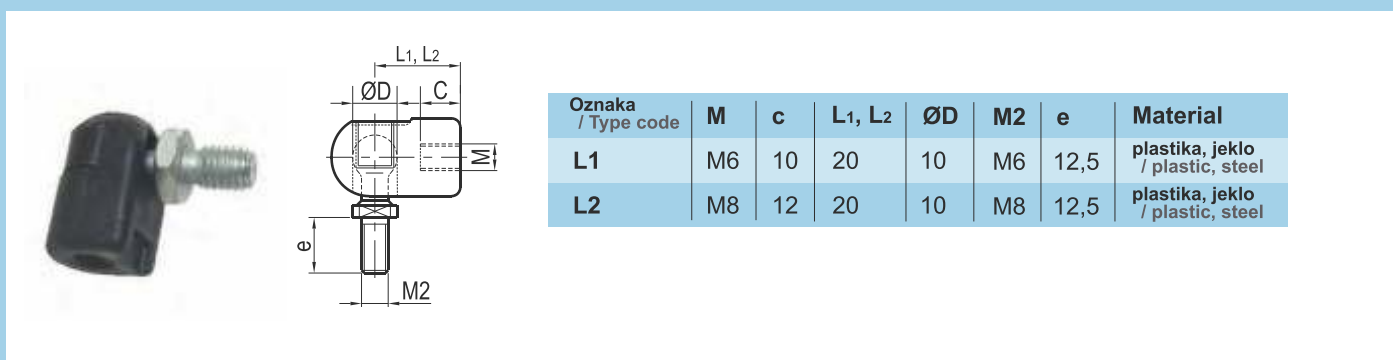 L1, L2
ØD C
M
e
M2
Oznaka / Type code M c L1, L2 ØD M2 e Material
L1 M6 10 20 10 M6 12,5 plastika, jeklo / plastic, steel
L2 M8 12 20 10 M8 12,5 plastika, jeklo / plastic, steel